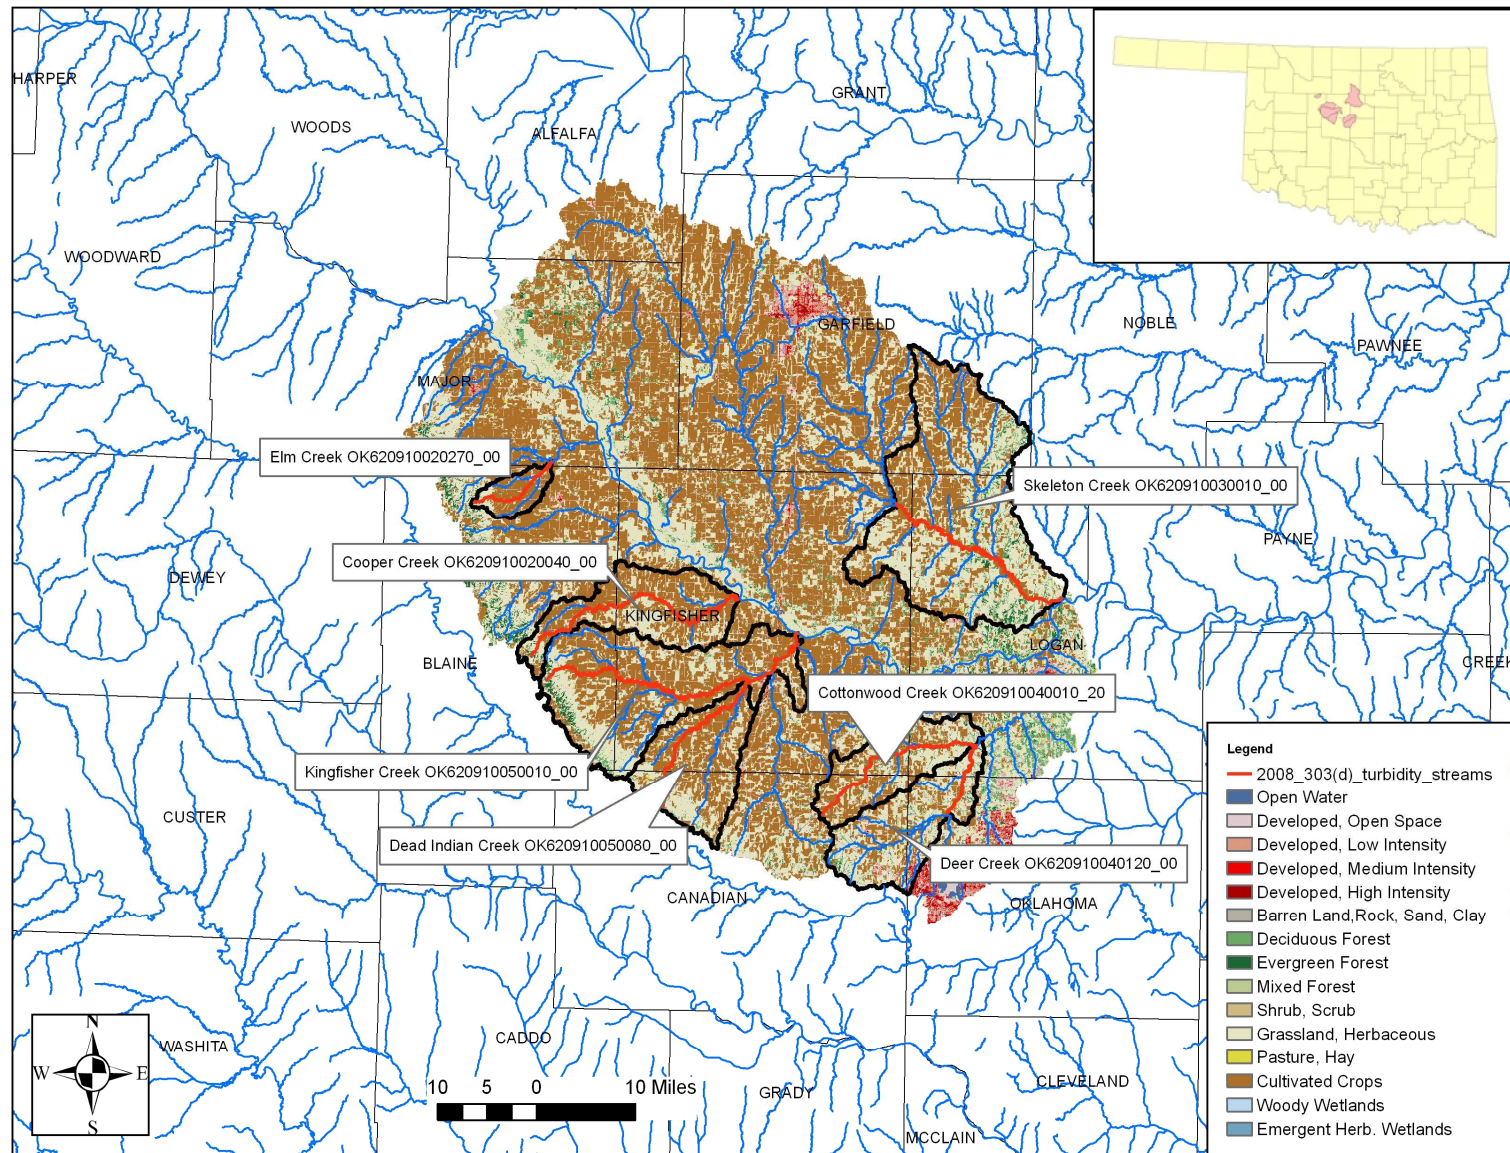 HARPER
WOODS
ALFALFA
GRANT
WOODWARD
GARFIELD
NOBLE
PAWNEE
MAJOR
Elm Creek OK620910020270_00
Skeleton Creek OK620910030010_00
PAYNE
Cooper Creek OK620910020040_00
DEWEY
KINGFISHER
LOGAN
BLAINE
CREEK
Cottonwood Creek OK620910040010_20
Kingfisher Creek OK620910050010_00
CUSTER
Dead Indian Creek OK620910050080_00
Deer Creek OK620910040120_00
CANADIAN
OKLAHOMA
WASHITA
CADDO
GRADY
CLEVELAND
MCCLAIN
N
W E
S
10 5 0 10 Miles
Legend
2008_303(d)_turbidity_streams
Open Water
Developed, Open Space
Developed, Low Intensity
Developed, Medium Intensity
Developed, High Intensity
Barren Land,Rock, Sand, Clay
Deciduous Forest
Evergreen Forest
Mixed Forest
Shrub, Scrub
Grassland, Herbaceous
Pasture, Hay
Cultivated Crops
Woody Wetlands
Emergent Herb. Wetlands